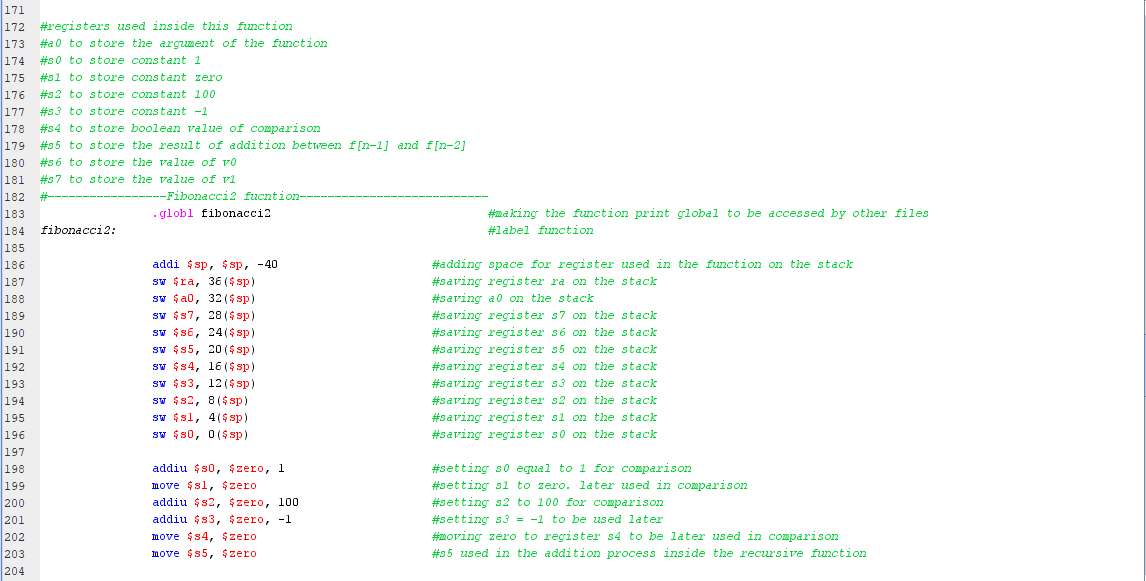 171
172 #registers used inside this function
173 #a0 to store the argument of the function
174 #s0 to store constant 1
175 #s1 to store constant zero
176 #s2 to store constant 100
177 #s3 to store constant -1
178 #s4 to store boolean value of comparison
179 #s5 to store the result of addition between f[n-1] and f[n-2]
180 #s6 to store the value of v0
181 #s7 to store the value of v1
182 #-----------------Fibonacci2 fucntion---------------------------
183 .globl fibonacci2 #making the function print global to be accessed by other files
184 fibonacci2: #label function
185
186 addi $sp, $sp, -40 #adding space for register used in the function on the stack
187 sw $ra, 36($sp) #saving register ra on the stack
188 sw $a0, 32($sp) #saving a0 on the stack
189 sw $s7, 28($sp) #saving register s7 on the stack
190 sw $s6, 24($sp) #saving register s6 on the stack
191 sw $s5, 20($sp) #saving register s5 on the stack
192 sw $s4, 16($sp) #saving register s4 on the stack
193 sw $s3, 12($sp) #saving register s3 on the stack
194 sw $s2, 8($sp) #saving register s2 on the stack
195 sw $s1, 4($sp) #saving register s1 on the stack
196 sw $s0, 0($sp) #saving register s0 on the stack
197
198 addiu $s0, $zero, 1 #setting s0 equal to 1 for comparison
199 move $s1, $zero #setting s1 to zero. later used in comparison
200 addiu $s2, $zero, 100 #setting s2 to 100 for comparison
201 addiu $s3, $zero, -1 #setting s3 = -1 to be used later
202 move $s4, $zero #moving zero to register s4 to be later used in comparison
203 move $s5, $zero #s5 used in the addition process inside the recursive function
204